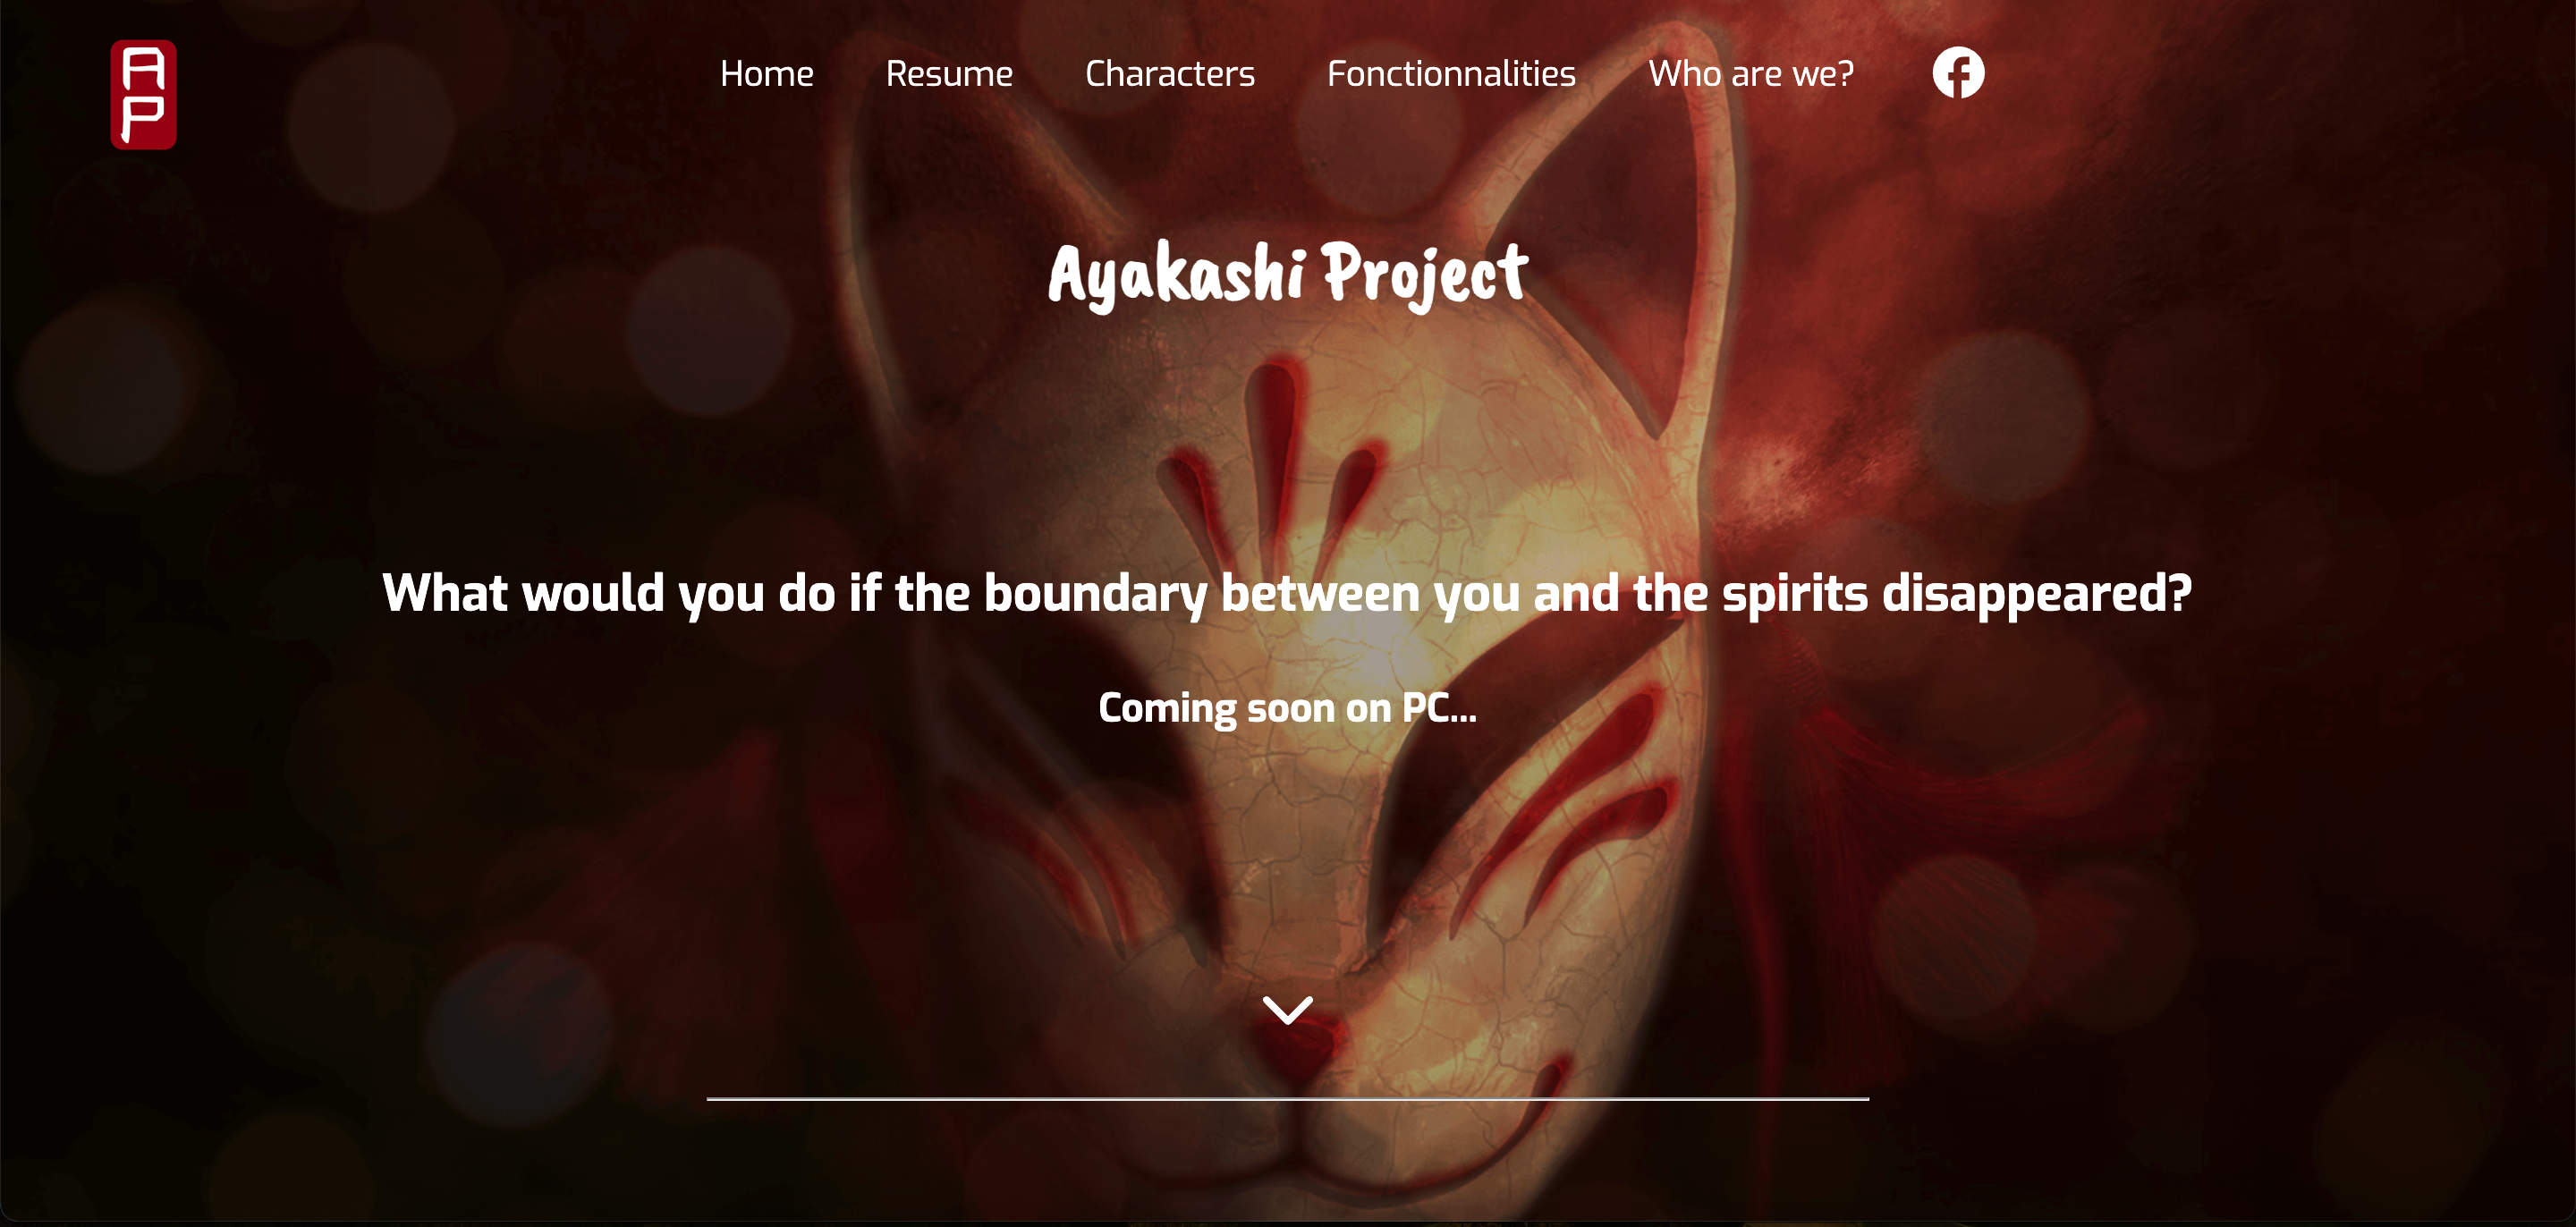 AP
Home Resume Characters Fonctionnalities Who are we?
Ayakashi Project
What would you do if the boundary between you and the spirits disappeared?
Coming soon on PC...